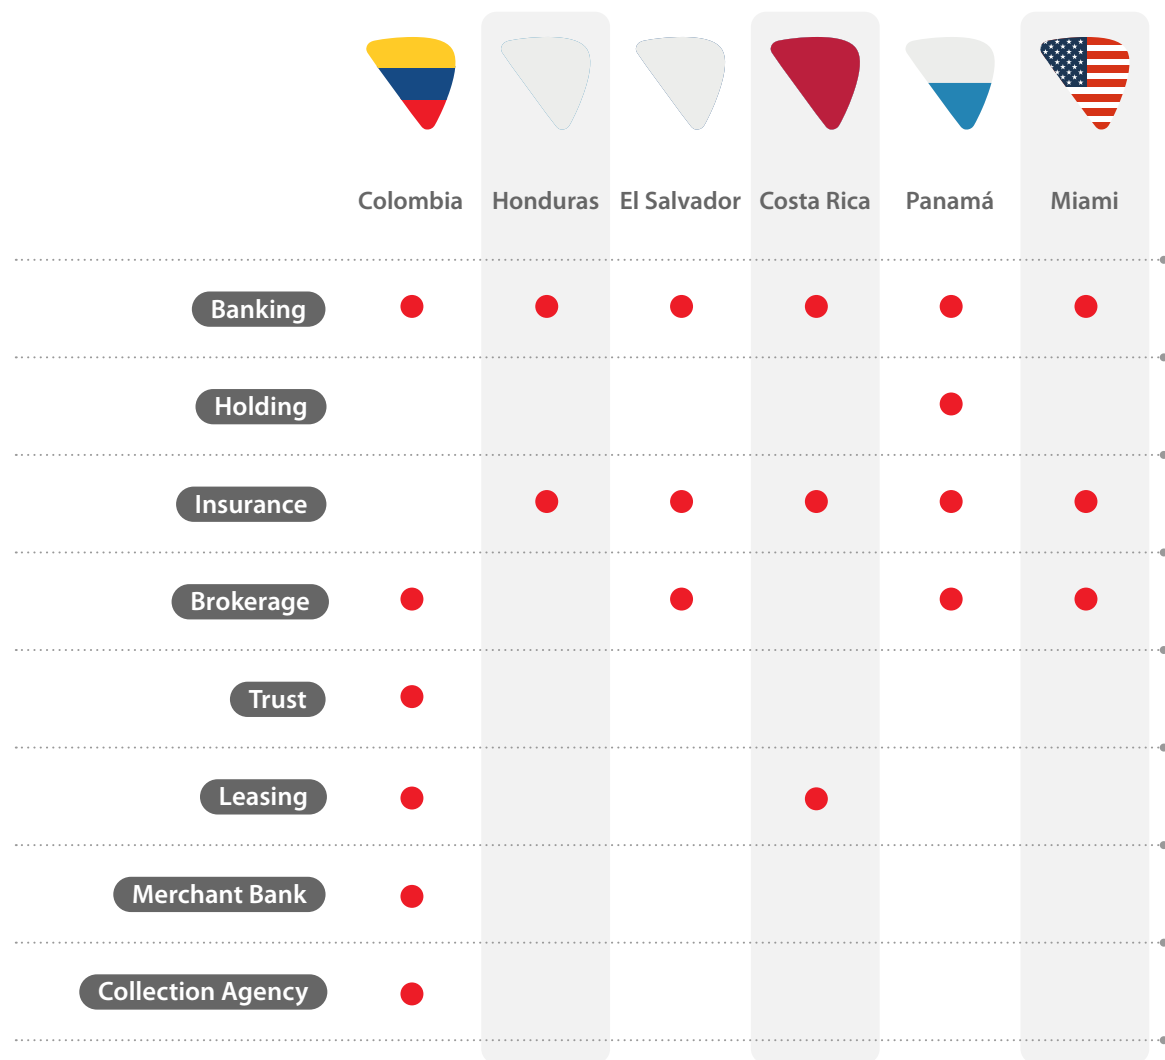 Colombia Honduras El Salvador Costa Rica Panamá Miami
Banking
Holding
Insurance
Brokerage
Trust
Leasing
Merchant Bank
Collection Agency